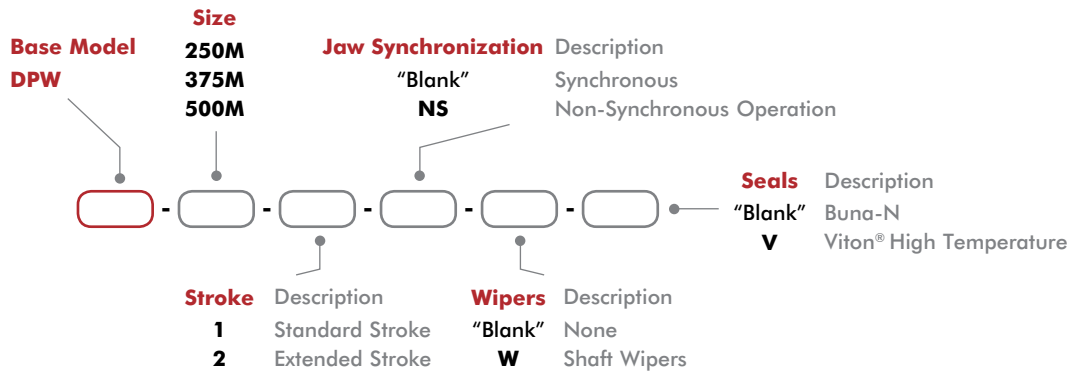 Size
Base Model 250M Jaw Synchronization Description
DPW 375M “Blank” Synchronous
500M NS Non-Synchronous Operation
- - - - -
Seals Description
“Blank” Buna-N
V Viton® High Temperature
Stroke Description Wipers Description
1 Standard Stroke “Blank” None
2 Extended Stroke W Shaft Wipers